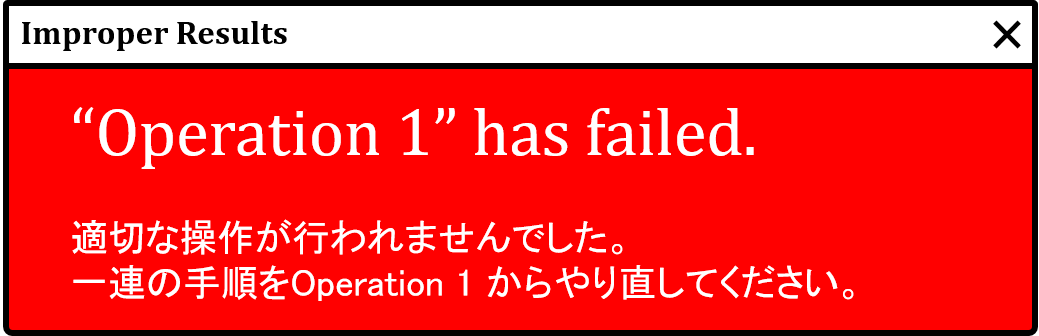 Improper Results
“Operation 1” has failed.
適切な操作が行われませんでした。
一連の手順をOperation 1 からやり直してください。